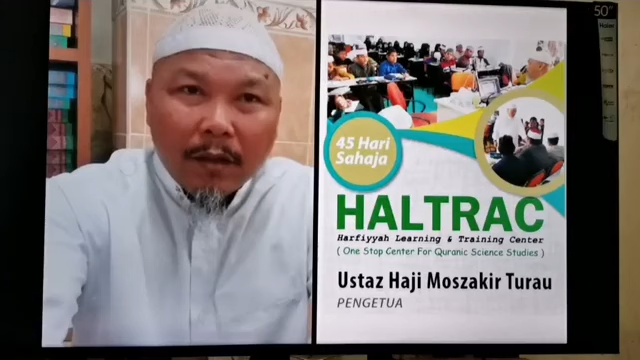 50"
45 Hari
Sahaja
HALTRAC
Harfiyyah Learning & Training Center
( One Stop Center For Quranic Science Studies )
Ustaz Haji Moszakir Turau
PENGETUA